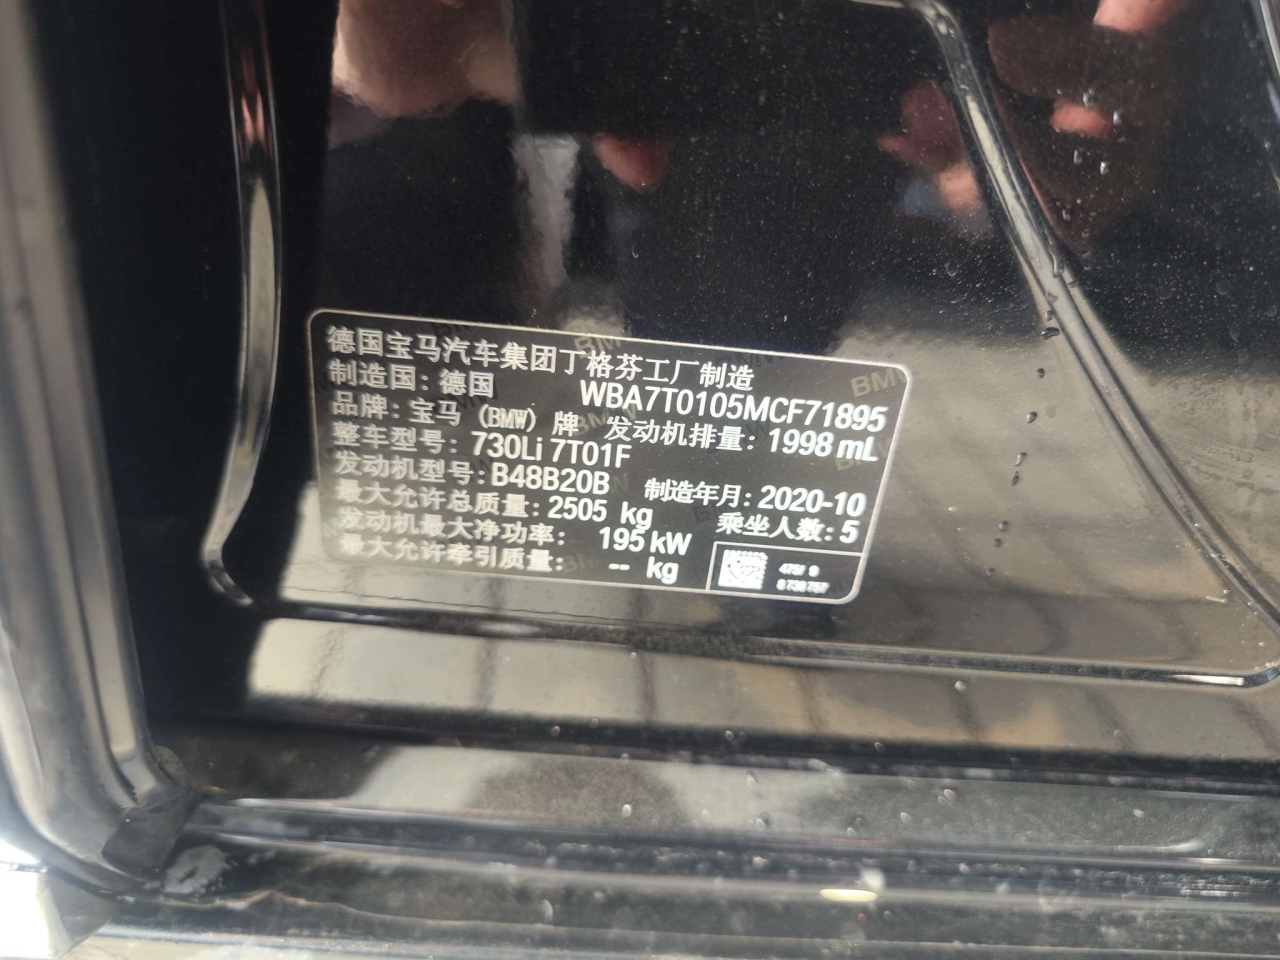 德国宝马汽车集团丁格芬工厂制造
制造国：德国 WBA7T0105MCF71895
品牌：宝马 (BMW) 牌 发动机排量：1998 mL
整车型号：730Li 7T01F
发动机型号：B48B20B 制造年月：2020-10
最大允许总质量：2505 kg 乘坐人数：5
发动机最大净功率： 195 kW
最大允许牵引质量： -- kg